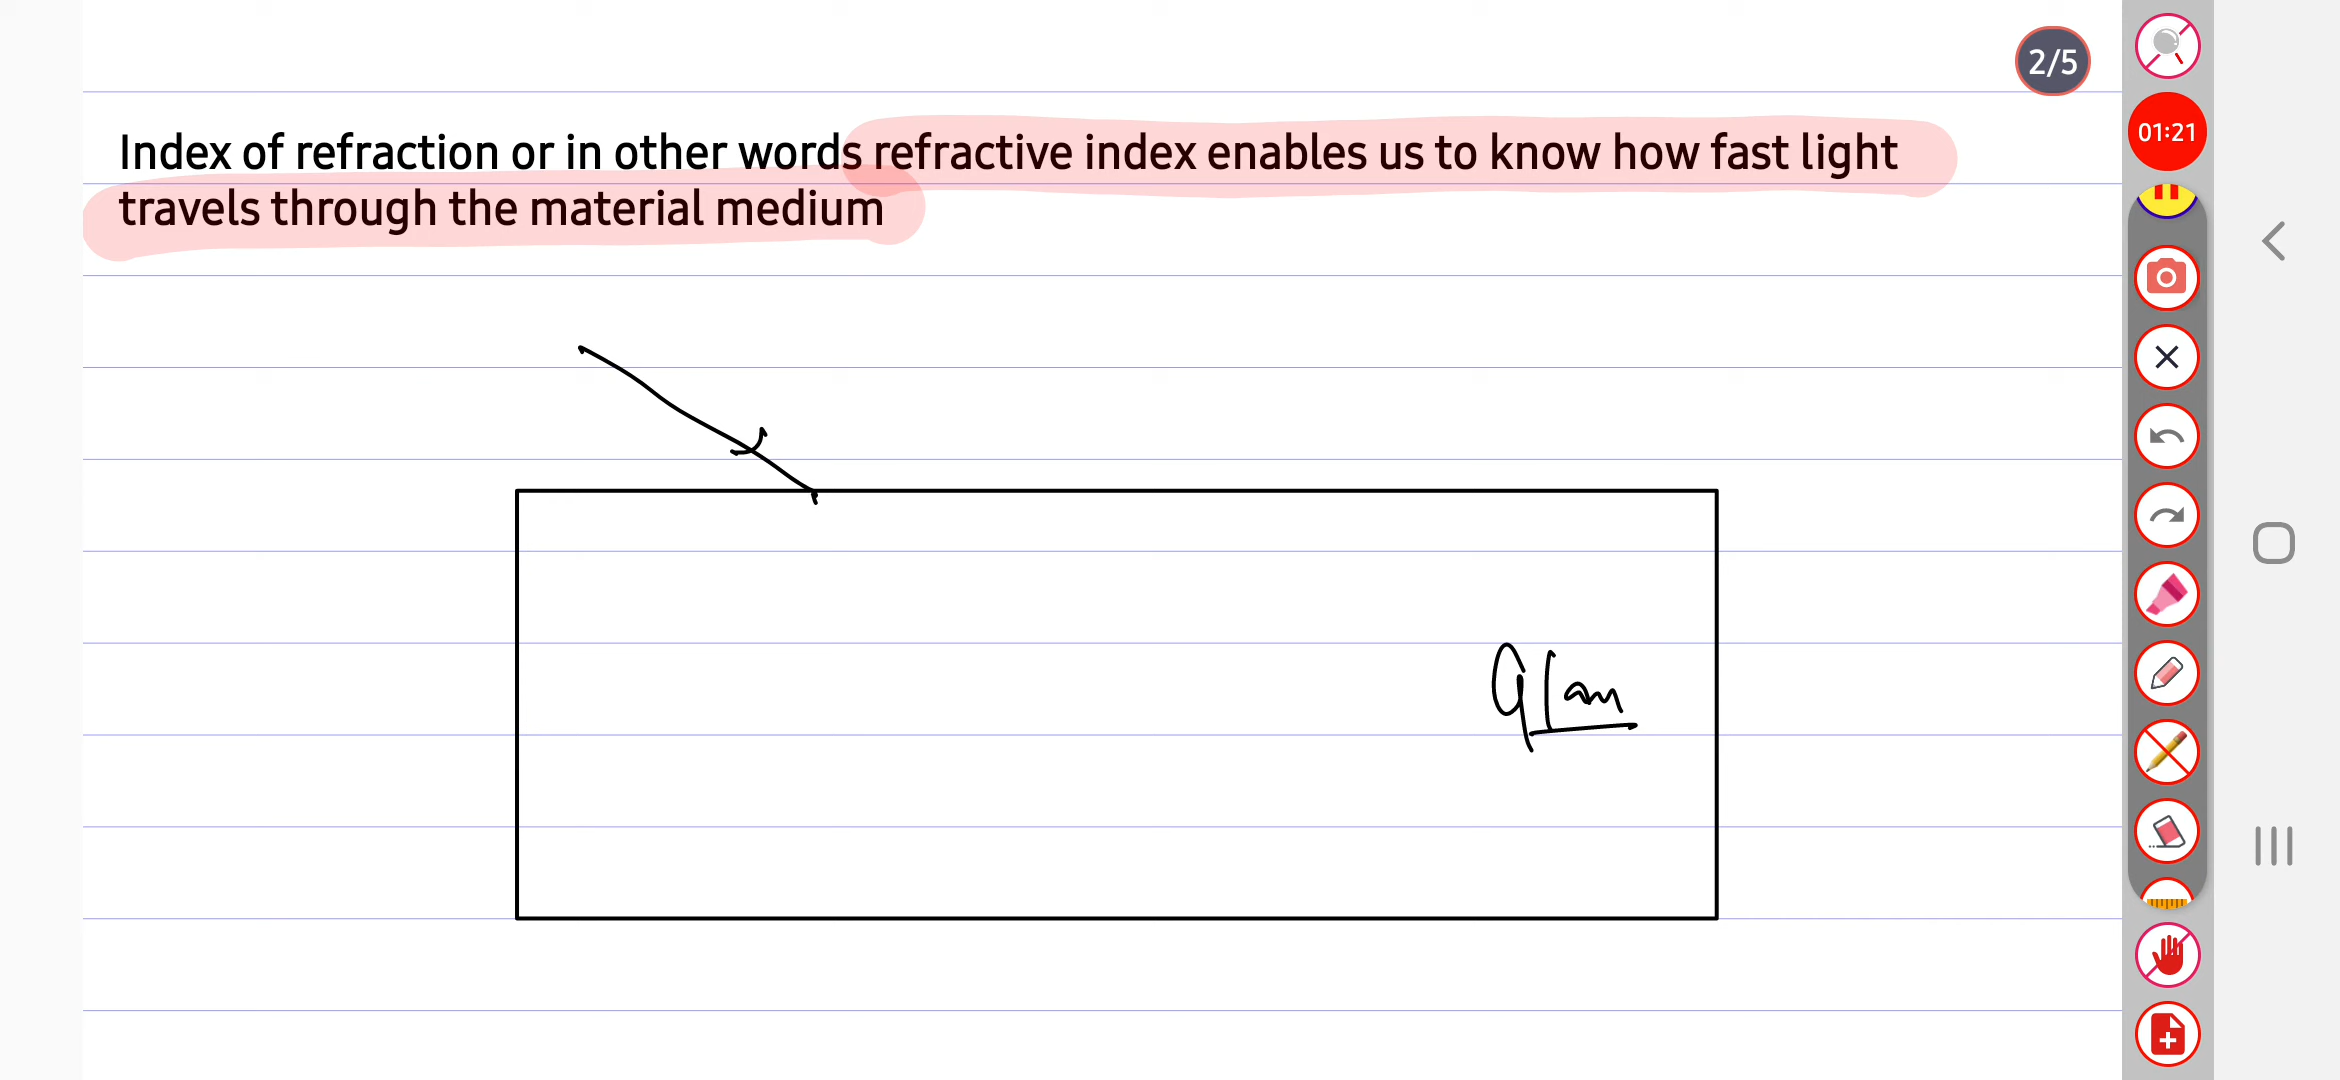 2/5
01:21
Index of refraction or in other words refractive index enables us to know how fast light
travels through the material medium